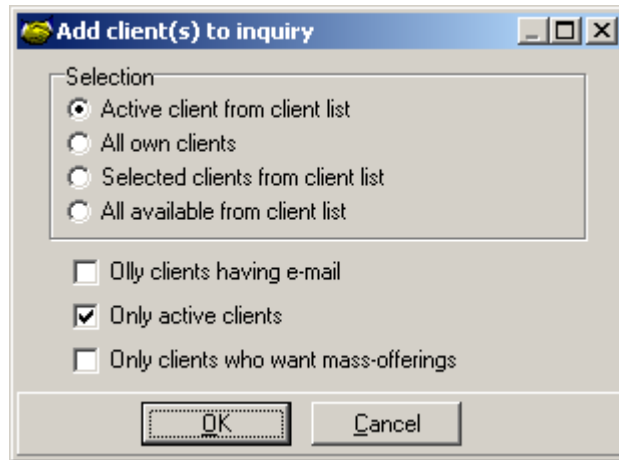 Add client(s) to inquiry
Selection
Active client from client list
All own clients
Selected clients from client list
All available from client list
Olly clients having e-mail
Only active clients
Only clients who want mass-offerings
OK
Cancel